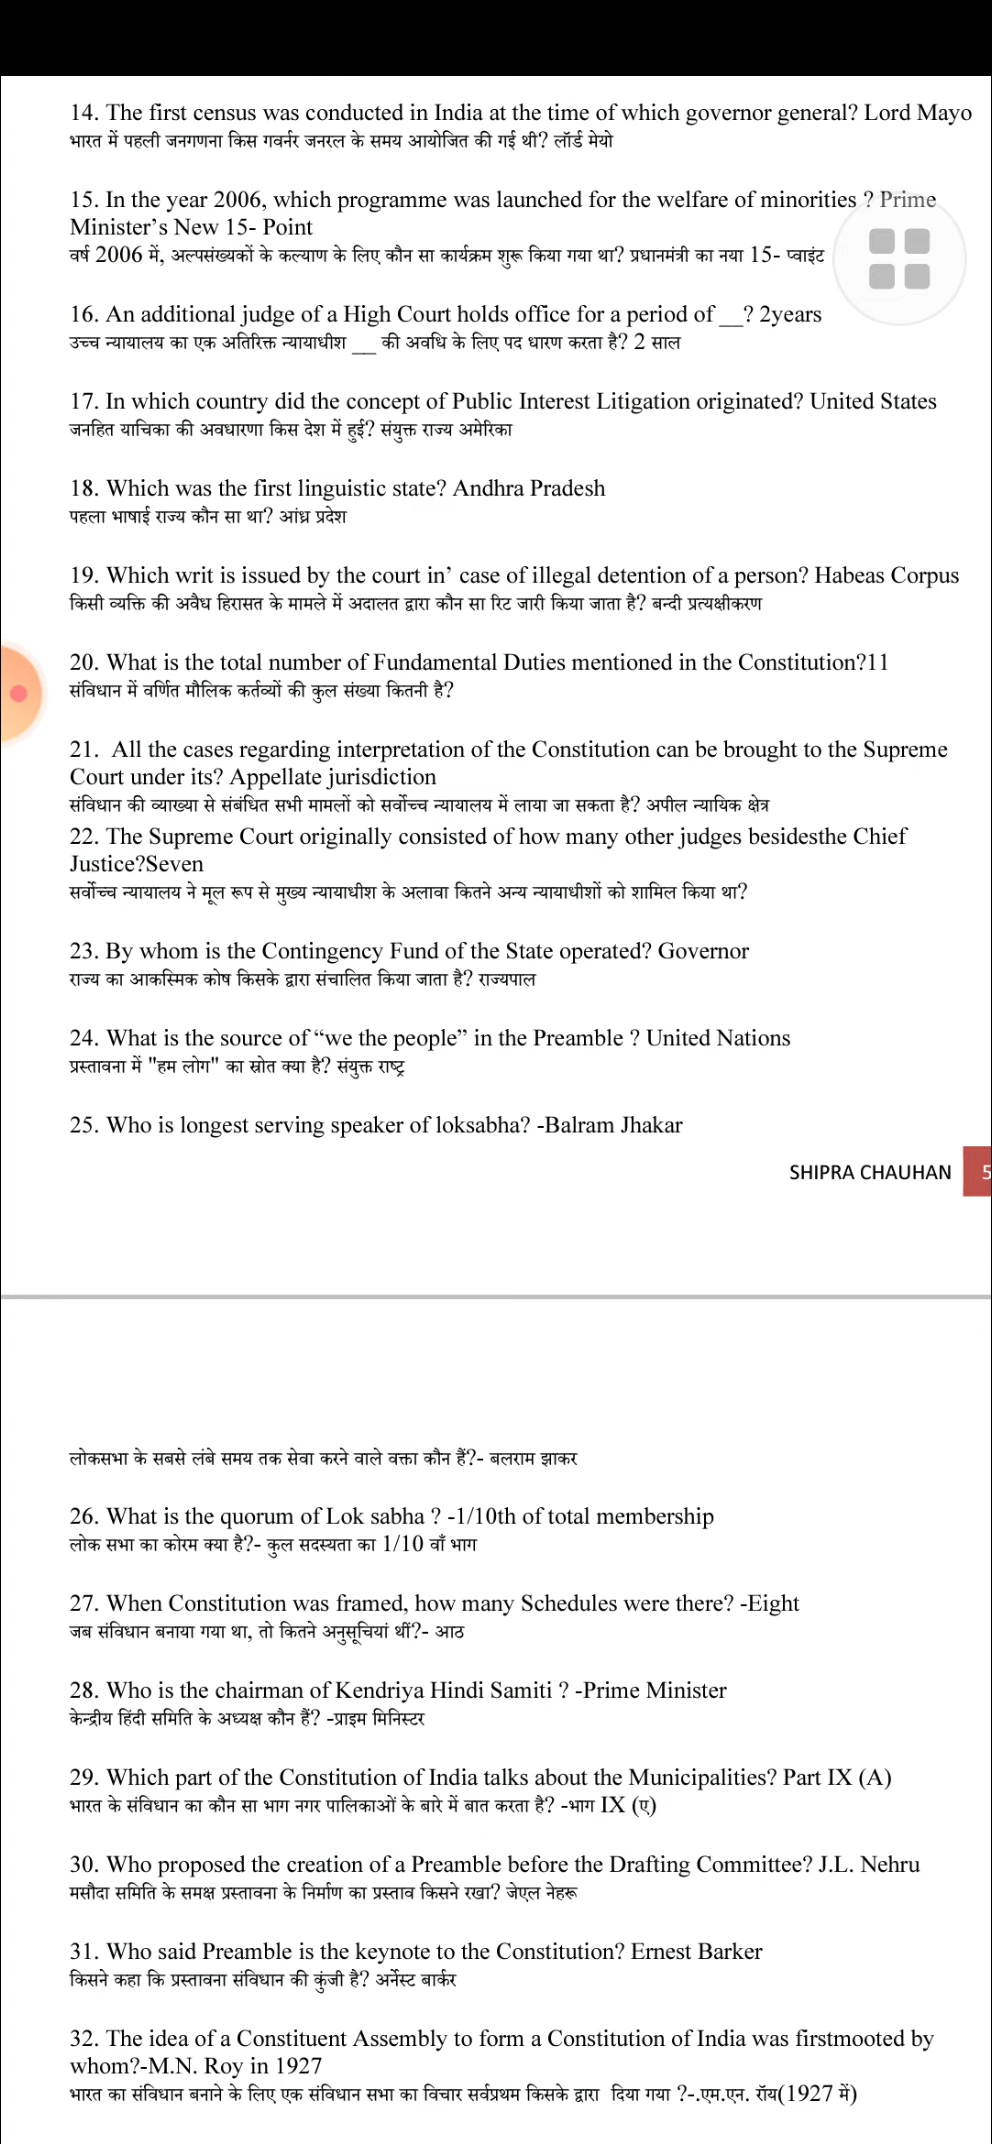 14. The first census was conducted in India at the time of which governor general? Lord Mayo
भारत में पहली जनगणना किस गवर्नर जनरल के समय आयोजित की गई थी? लॉर्ड मेयो
15. In the year 2006, which programme was launched for the welfare of minorities ? Prime
Minister’s New 15- Point
वर्ष 2006 में, अल्पसंख्यकों के कल्याण के लिए कौन सा कार्यक्रम शुरू किया गया था? प्रधानमंत्री का नया 15- प्वाइंट
16. An additional judge of a High Court holds office for a period of __? 2years
उच्च न्यायालय का एक अतिरिक्त न्यायाधीश __ की अवधि के लिए पद धारण करता है? 2 साल
17. In which country did the concept of Public Interest Litigation originated? United States
जनहित याचिका की अवधारणा किस देश में हुई? संयुक्त राज्य अमेरिका
18. Which was the first linguistic state? Andhra Pradesh
पहला भाषाई राज्य कौन सा था? आंध्र प्रदेश
19. Which writ is issued by the court in’ case of illegal detention of a person? Habeas Corpus
किसी व्यक्ति की अवैध हिरासत के मामले में अदालत द्वारा कौन सा रिट जारी किया जाता है? बन्दी प्रत्यक्षीकरण
20. What is the total number of Fundamental Duties mentioned in the Constitution?11
संविधान में वर्णित मौलिक कर्तव्यों की कुल संख्या कितनी है?
21. All the cases regarding interpretation of the Constitution can be brought to the Supreme
Court under its? Appellate jurisdiction
संविधान की व्याख्या से संबंधित सभी मामलों को सर्वोच्च न्यायालय में लाया जा सकता है? अपील न्यायिक क्षेत्र
22. The Supreme Court originally consisted of how many other judges besidesthe Chief
Justice?Seven
सर्वोच्च न्यायालय ने मूल रूप से मुख्य न्यायाधीश के अलावा कितने अन्य न्यायाधीशों को शामिल किया था?
23. By whom is the Contingency Fund of the State operated? Governor
राज्य का आकस्मिक कोष किसके द्वारा संचालित किया जाता है? राज्यपाल
24. What is the source of “we the people” in the Preamble ? United Nations
प्रस्तावना में "हम लोग" का स्रोत क्या है? संयुक्त राष्ट्र
25. Who is longest serving speaker of loksabha? -Balram Jhakar
SHIPRA CHAUHAN 5
लोकसभा के सबसे लंबे समय तक सेवा करने वाले वक्ता कौन हैं?- बलराम झाकर
26. What is the quorum of Lok sabha ? -1/10th of total membership
लोक सभा का कोरम क्या है?- कुल सदस्यता का 1/10 वाँ भाग
27. When Constitution was framed, how many Schedules were there? -Eight
जब संविधान बनाया गया था, तो कितने अनुसूचियां थीं?- आठ
28. Who is the chairman of Kendriya Hindi Samiti ? -Prime Minister
केन्द्रीय हिंदी समिति के अध्यक्ष कौन हैं? -प्राइम मिनिस्टर
29. Which part of the Constitution of India talks about the Municipalities? Part IX (A)
भारत के संविधान का कौन सा भाग नगर पालिकाओं के बारे में बात करता है? -भाग IX (ए)
30. Who proposed the creation of a Preamble before the Drafting Committee? J.L. Nehru
मसौदा समिति के समक्ष प्रस्तावना के निर्माण का प्रस्ताव किसने रखा? जेएल नेहरू
31. Who said Preamble is the keynote to the Constitution? Ernest Barker
किसने कहा कि प्रस्तावना संविधान की कुंजी है? अर्नेस्ट बार्कर
32. The idea of a Constituent Assembly to form a Constitution of India was firstmooted by
whom?-M.N. Roy in 1927
भारत का संविधान बनाने के लिए एक संविधान सभा का विचार सर्वप्रथम किसके द्वारा दिया गया ?-.एम.एन. रॉय(1927 में)